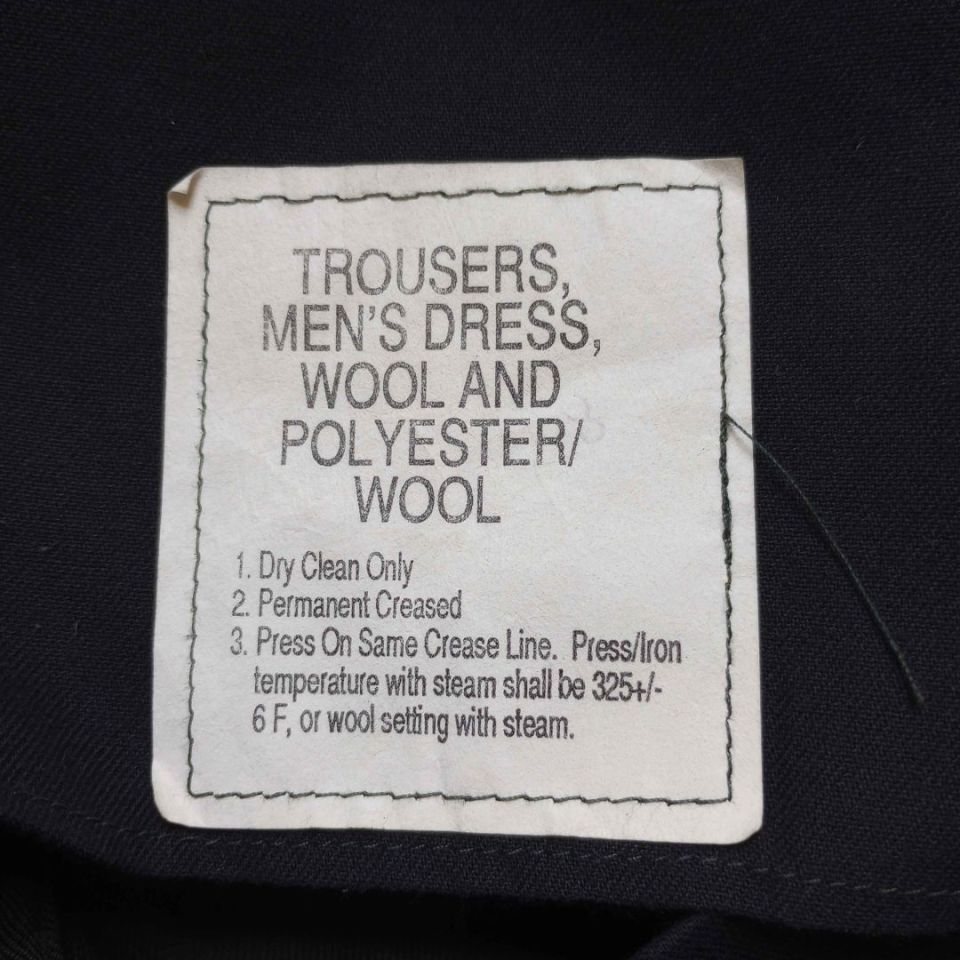 TROUSERS,
MEN'S DRESS,
WOOL AND
POLYESTER/
WOOL
1. Dry Clean Only
2. Permanent Creased
3. Press On Same Crease Line. Press/Iron
temperature with steam shall be 325+/-
6 F, or wool setting with steam.